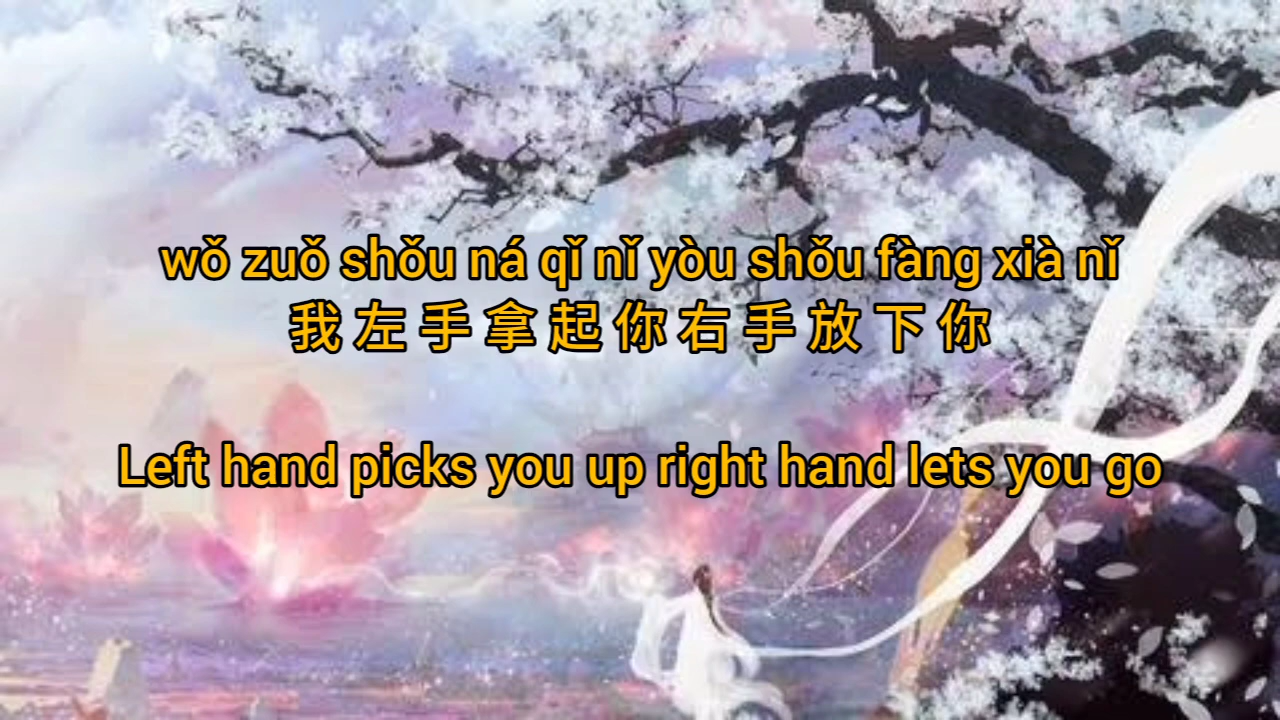 wǒ zuǒ shǒu ná qǐ nǐ yòu shǒu fàng xià nǐ
我 左 手 拿 起 你 右 手 放 下 你
Left hand picks you up right hand lets you go